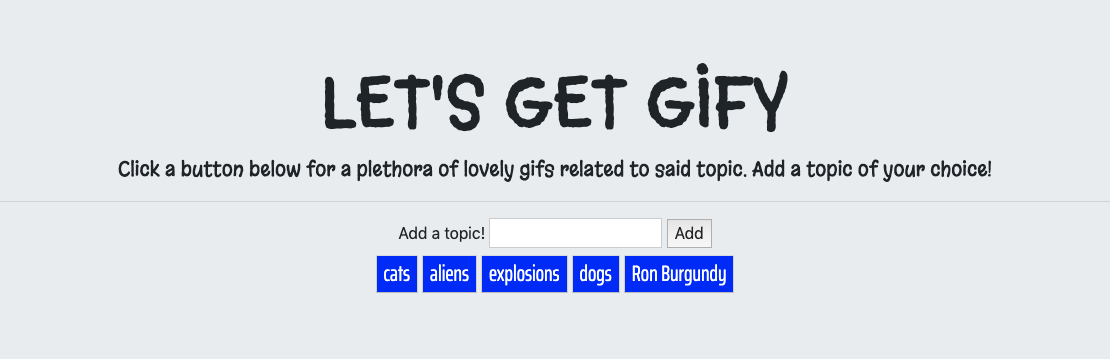 LET'S GET GiFY
Click a button below for a plethora of lovely gifs related to said topic. Add a topic of your choice!
Add a topic! Add
cats aliens explosions dogs Ron Burgundy